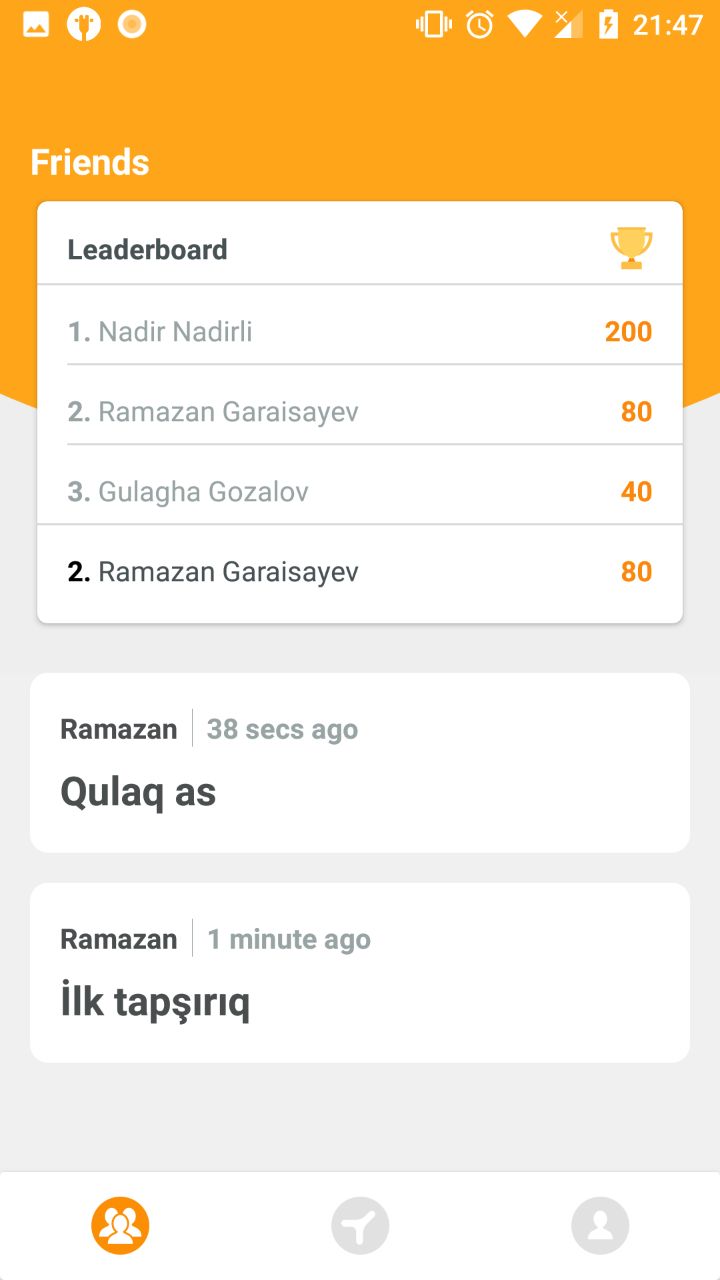 21:47
Friends
Leaderboard
1. Nadir Nadirli 200
2. Ramazan Garaisayev 80
3. Gulagha Gozalov 40
2. Ramazan Garaisayev 80
Ramazan 38 secs ago
Qulaq as
Ramazan 1 minute ago
İlk tapşırıq